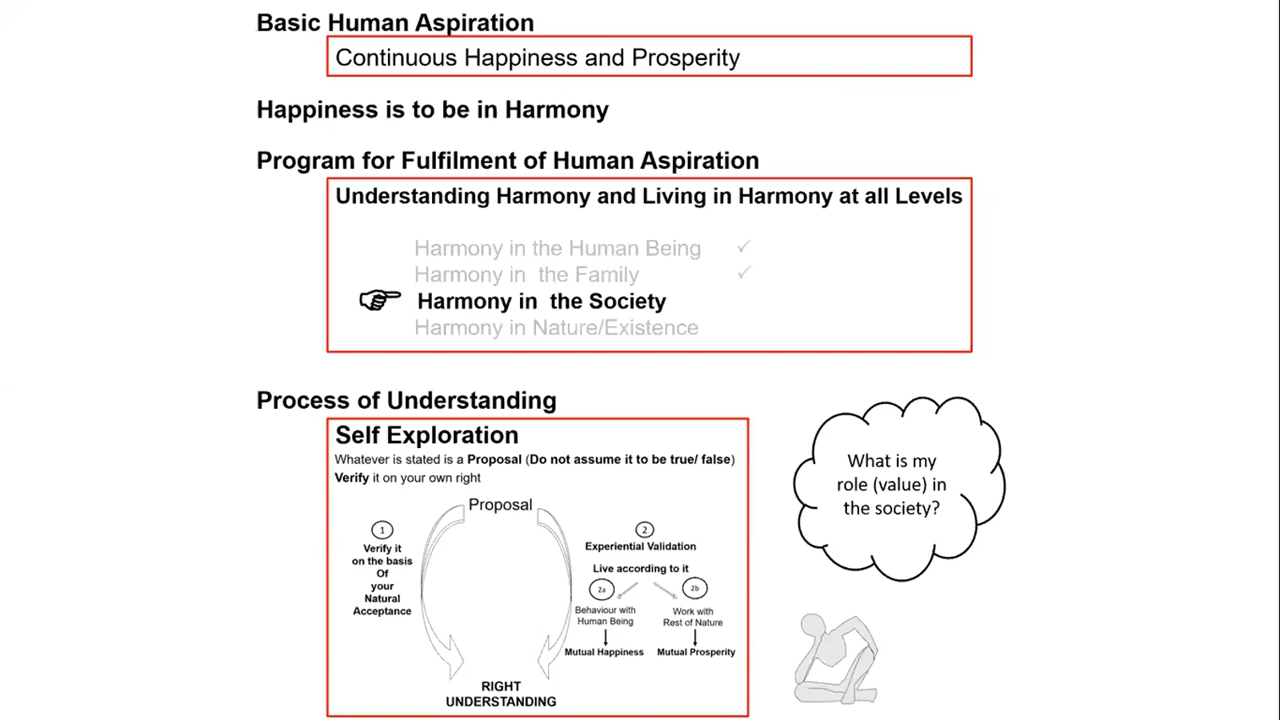 Basic Human Aspiration
Continuous Happiness and Prosperity
Happiness is to be in Harmony
Program for Fulfilment of Human Aspiration
Understanding Harmony and Living in Harmony at all Levels
Harmony in the Human Being ✓
Harmony in  the Family ✓
Harmony in  the Society
Harmony in Nature/Existence
Process of Understanding
Self Exploration
Whatever is stated is a Proposal (Do not assume it to be true/ false)
Verify it on your own right
Proposal
1
Verify it
on the basis
Of
your
Natural
Acceptance
2
Experiential Validation
Live according to it
2a
Behaviour with
Human Being
Mutual Happiness
2b
Work with
Rest of Nature
Mutual Prosperity
RIGHT
UNDERSTANDING
What is my
role (value) in
the society?